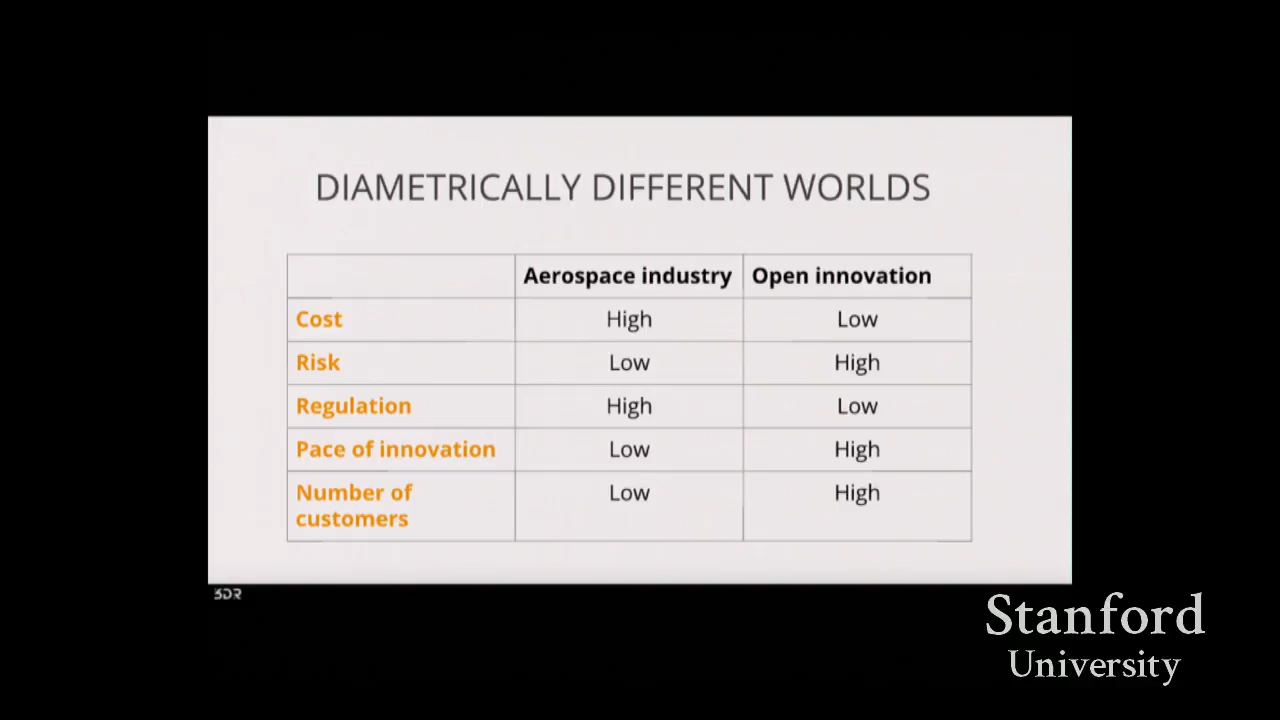 DIAMETRICALLY DIFFERENT WORLDS
Aerospace industry Open innovation
Cost High Low
Risk Low High
Regulation High Low
Pace of innovation Low High
Number of Low High
customers
3DR
Stanford
University